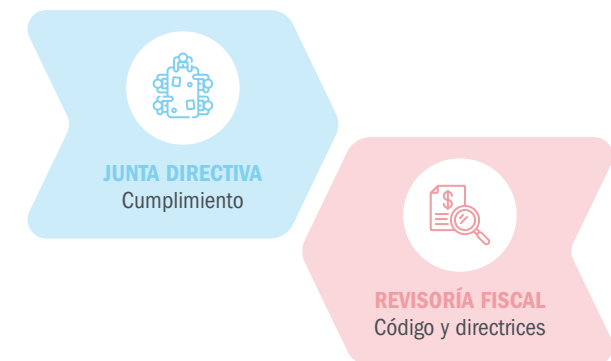 JUNTA DIRECTIVA
Cumplimiento
$
REVISORÍA FISCAL
Código y directrices